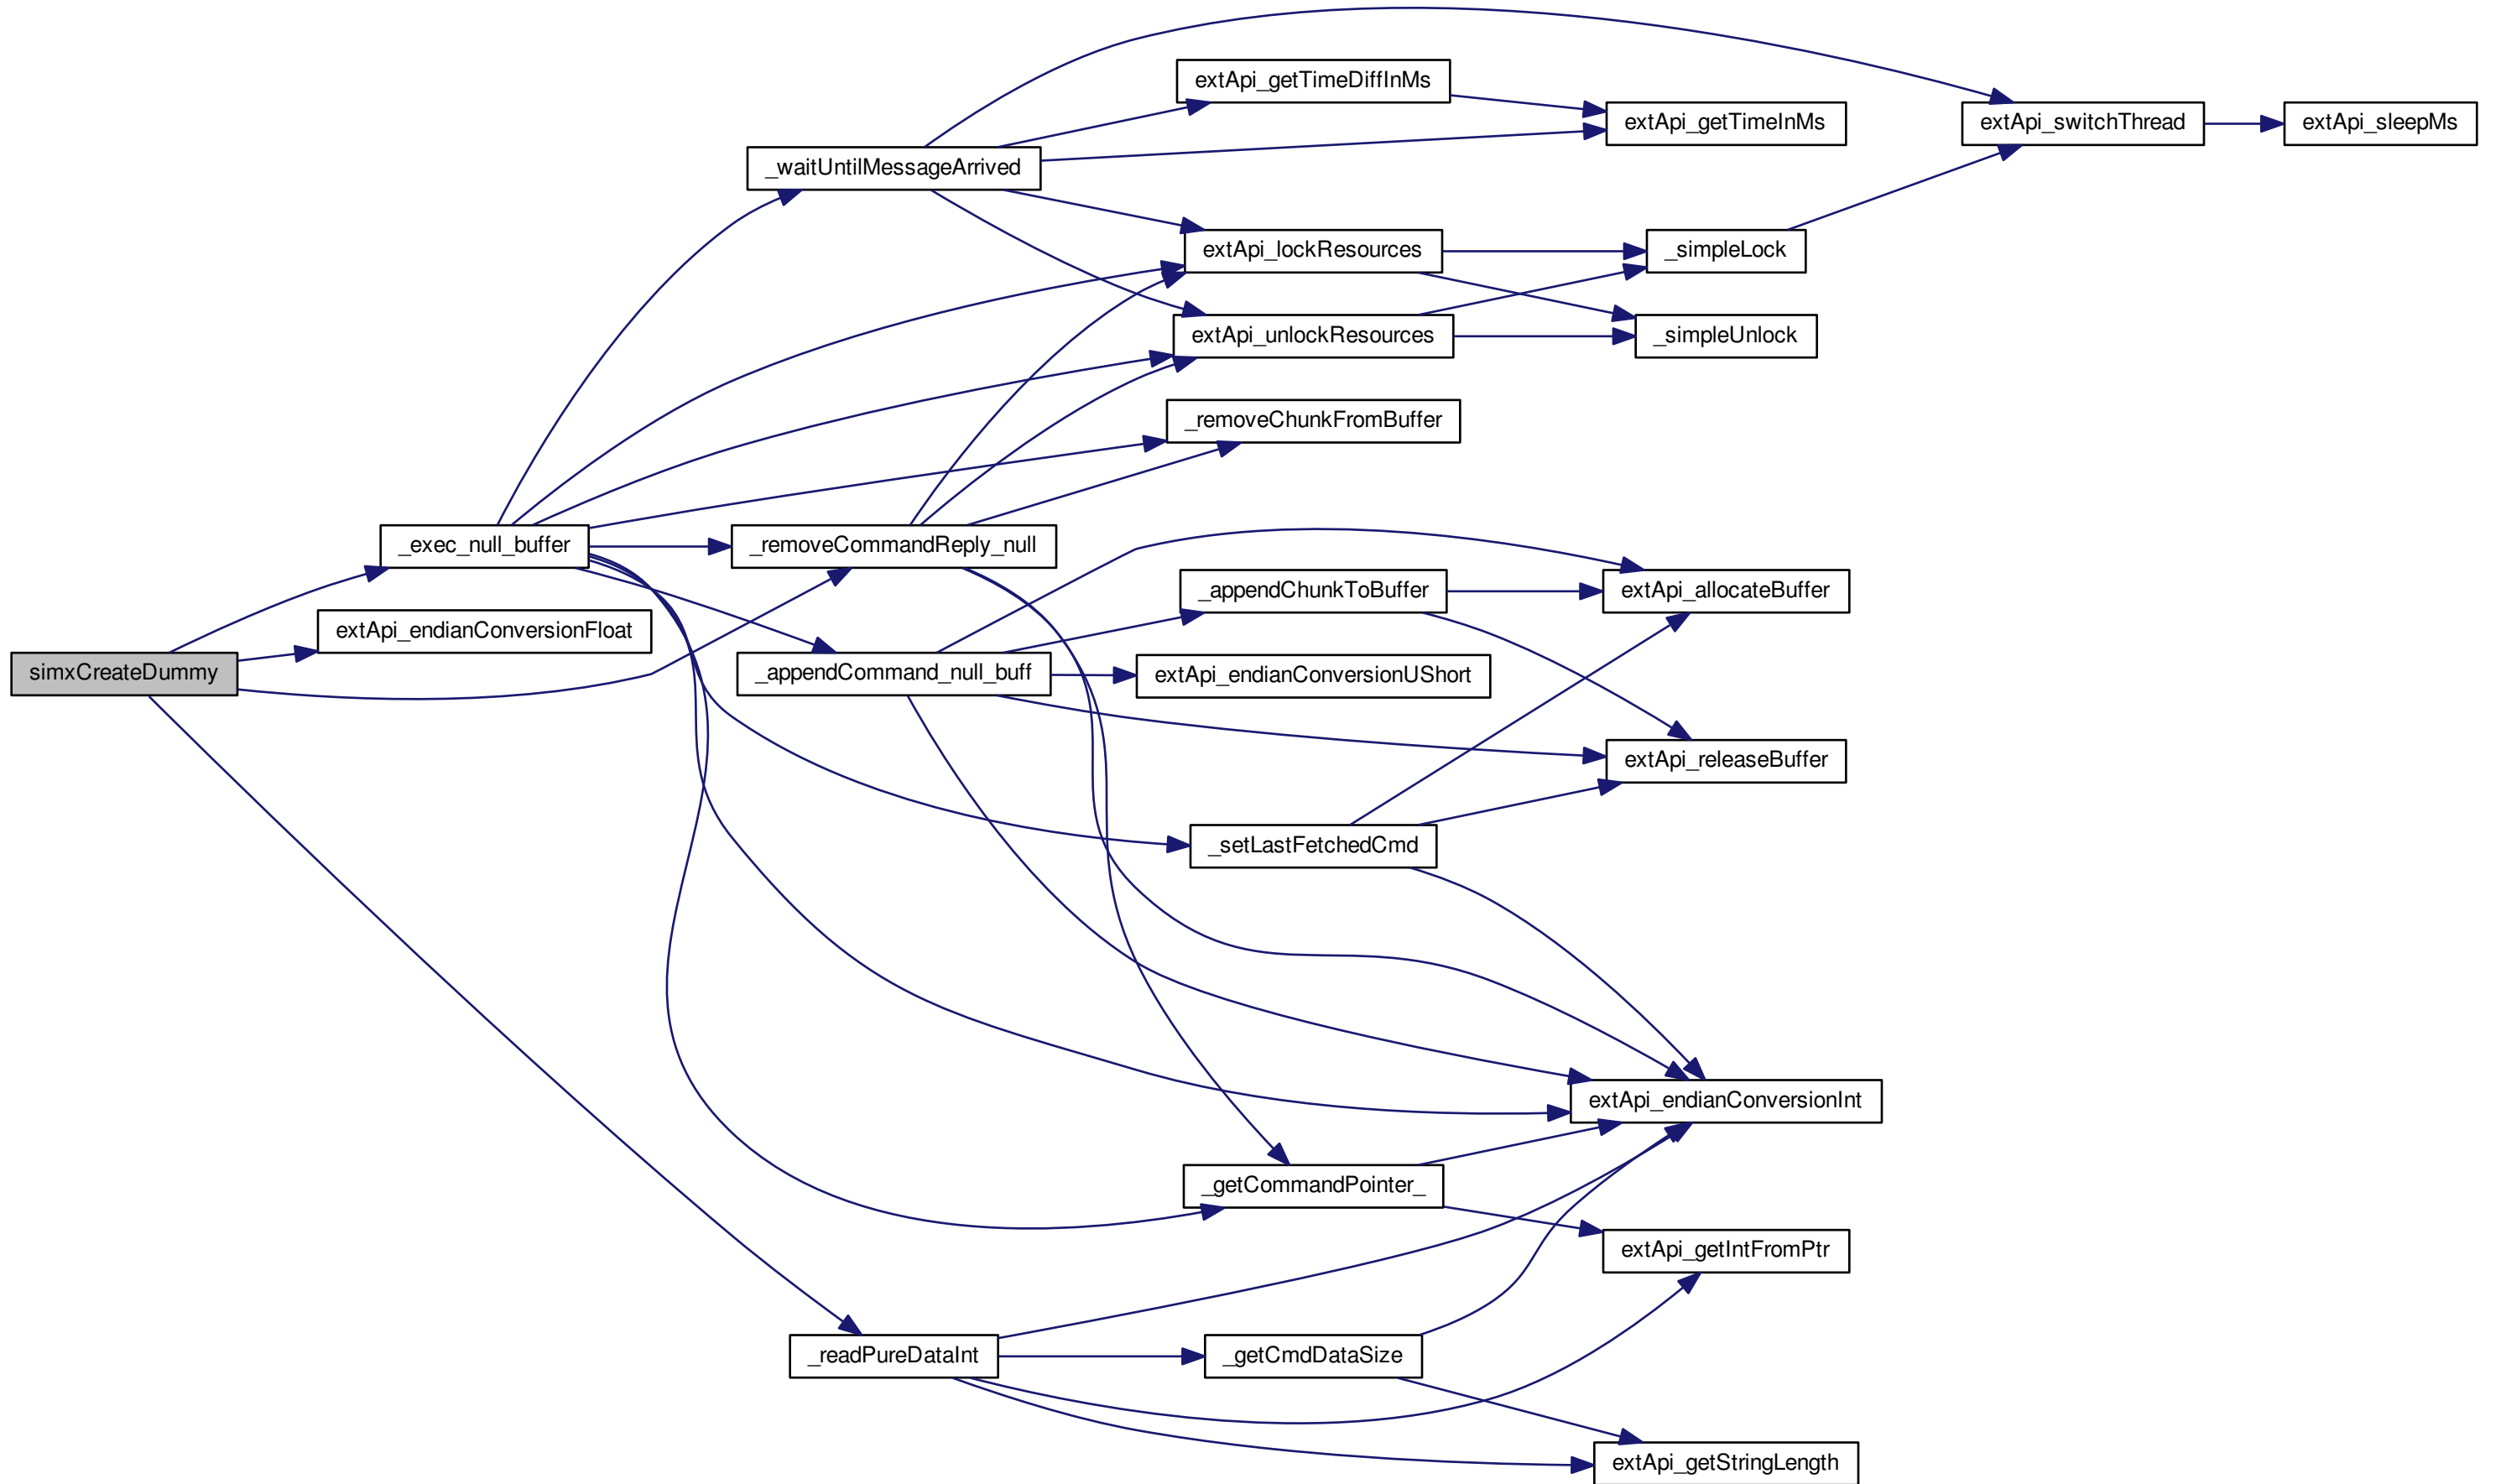 extApi_getTimeDiffInMs
extApi_getTimeInMs
extApi_switchThread
extApi_sleepMs
_waitUntilMessageArrived
extApi_lockResources
_simpleLock
extApi_unlockResources
_simpleUnlock
_removeChunkFromBuffer
_exec_null_buffer
_removeCommandReply_null
_appendChunkToBuffer
extApi_allocateBuffer
extApi_endianConversionFloat
simxCreateDummy
_appendCommand_null_buff
extApi_endianConversionUShort
extApi_releaseBuffer
_setLastFetchedCmd
extApi_endianConversionInt
_getCommandPointer_
extApi_getIntFromPtr
_readPureDataInt
_getCmdDataSize
extApi_getStringLength